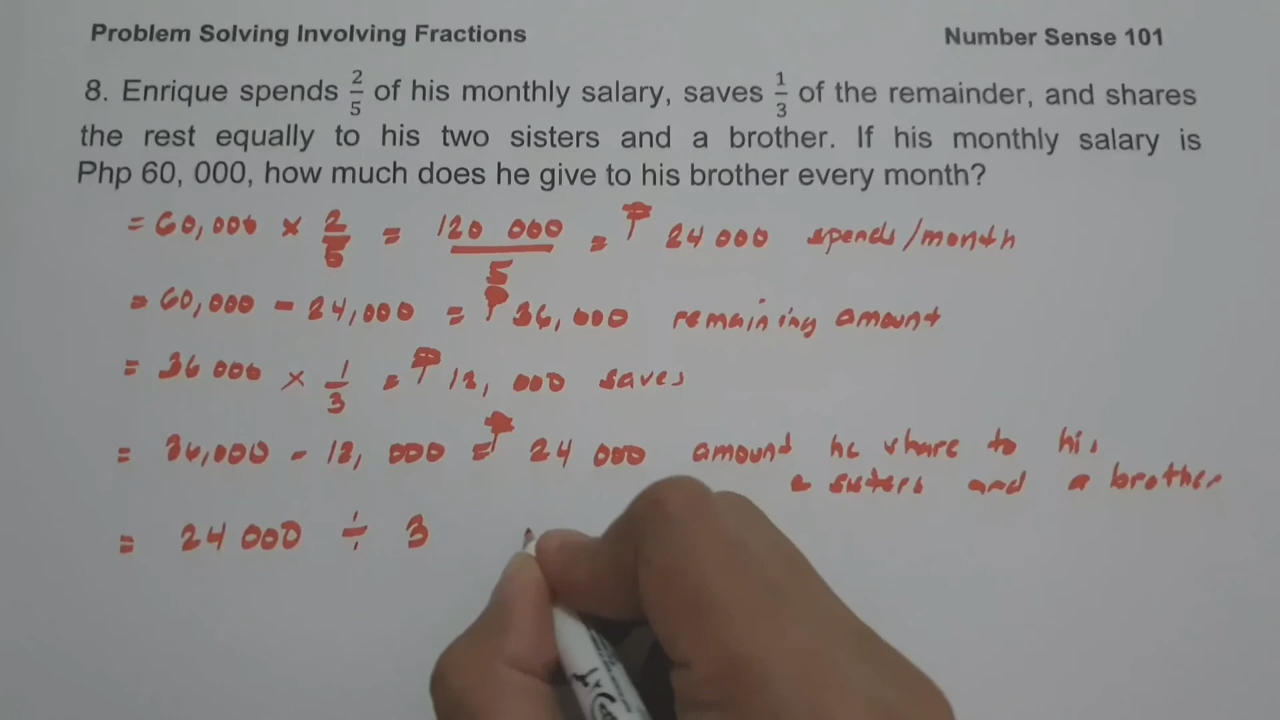 Problem Solving Involving Fractions Number Sense 101
8. Enrique spends 2/5 of his monthly salary, saves 1/3 of the remainder, and shares
the rest equally to his two sisters and a brother. If his monthly salary is
Php 60, 000, how much does he give to his brother every month?
= 60,000 × 2/5 = 120 000/5 = ₱ 24 000 spends/month
= 60,000 - 24,000 = ₱ 36,000 remaining amount
= 36 000 × 1/3 = ₱ 12, 000 saves
= 36,000 - 12, 000 = ₱ 24 000 amount he share to his
2 sisters and a brother
= 24 000 ÷ 3